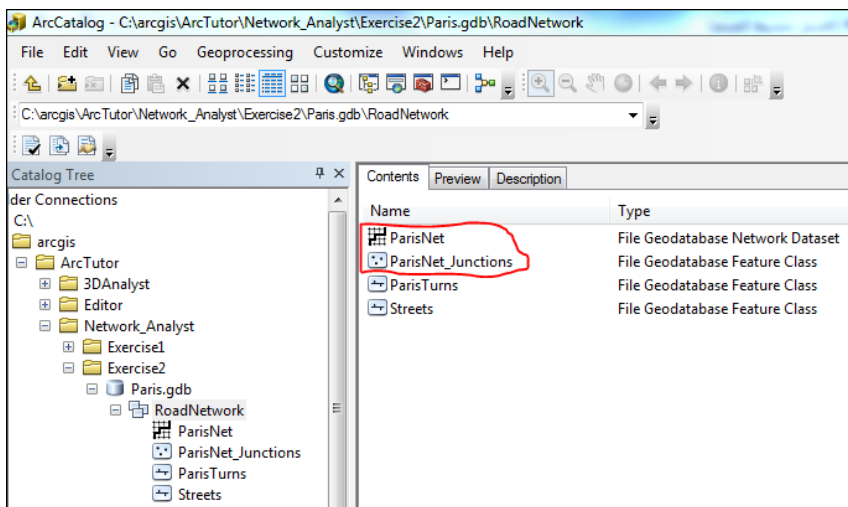 ArcCatalog - C:\arcgis\ArcTutor\Network_Analyst\Exercise2\Paris.gdb\RoadNetwork
File Edit View Go Geoprocessing Customize Windows Help
C:\arcgis\ArcTutor\Network_Analyst\Exercise2\Paris.gdb\RoadNetwork
Catalog Tree
der Connections
C:\
arcgis
ArcTutor
3DAnalyst
Editor
Network_Analyst
Exercise1
Exercise2
Paris.gdb
RoadNetwork
ParisNet
ParisNet_Junctions
ParisTurns
Streets
Contents Preview Description
Name Type
ParisNet File Geodatabase Network Dataset
ParisNet_Junctions File Geodatabase Feature Class
ParisTurns File Geodatabase Feature Class
Streets File Geodatabase Feature Class